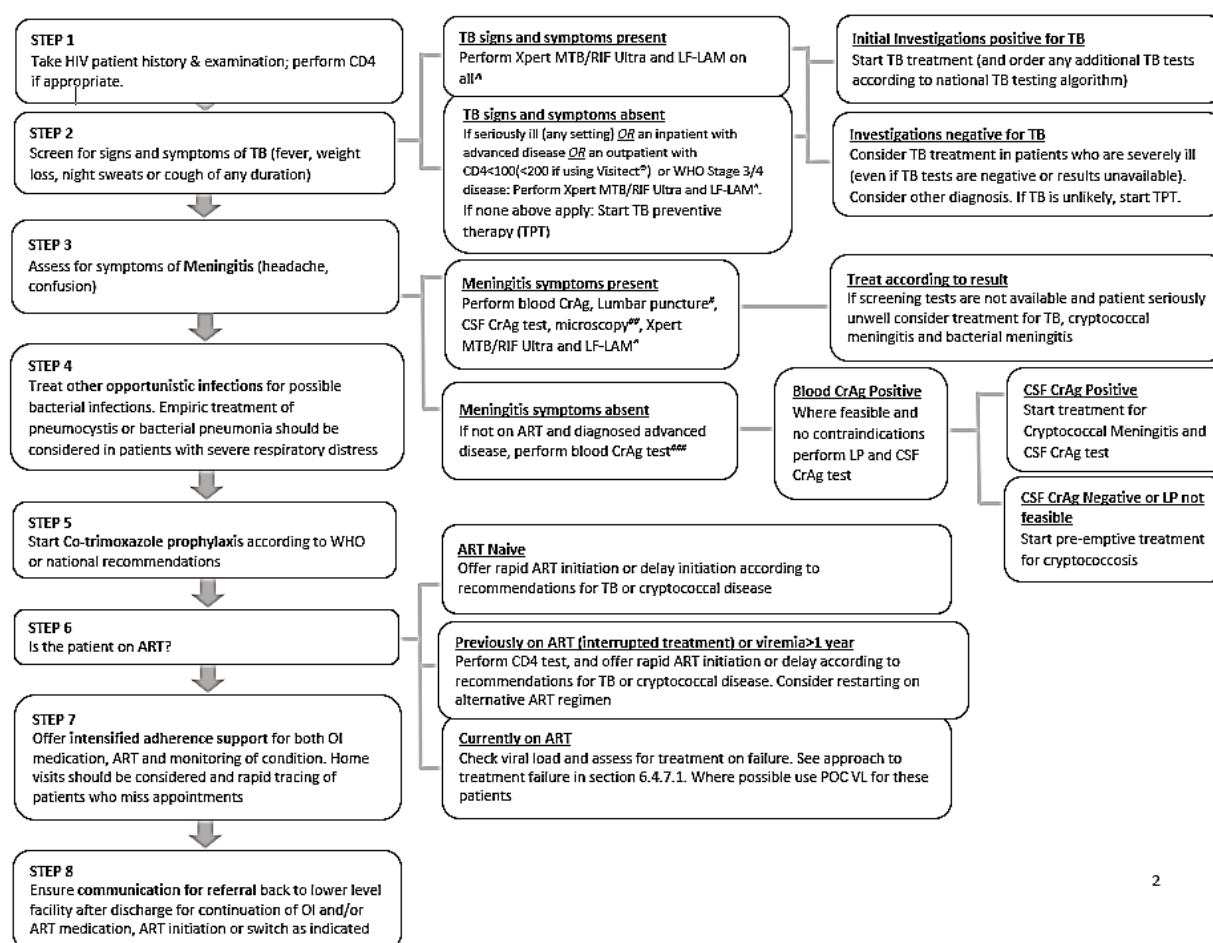 STEP 1
Take HIV patient history & examination; perform CD4
if appropriate.
STEP 2
Screen for signs and symptoms of TB (fever, weight
loss, night sweats or cough of any duration)
TB signs and symptoms present
Perform Xpert MTB/RIF Ultra and LF-LAM on
all^
TB signs and symptoms absent
If seriously ill (any setting) OR an inpatient with
advanced disease OR an outpatient with
CD4<100(<200 if using Visitect®) or WHO Stage 3/4
disease: Perform Xpert MTB/RIF Ultra and LF-LAM^.
If none above apply: Start TB preventive
therapy (TPT)
Initial Investigations positive for TB
Start TB treatment (and order any additional TB tests
according to national TB testing algorithm)
Investigations negative for TB
Consider TB treatment in patients who are severely ill
(even if TB tests are negative or results unavailable).
Consider other diagnosis. If TB is unlikely, start TPT.
STEP 3
Assess for symptoms of Meningitis (headache,
confusion)
Meningitis symptoms present
Perform blood CrAg, Lumbar puncture#,
CSF CrAg test, microscopy##, Xpert
MTB/RIF Ultra and LF-LAM^
Treat according to result
If screening tests are not available and patient seriously
unwell consider treatment for TB, cryptococcal
meningitis and bacterial meningitis
Meningitis symptoms absent
If not on ART and diagnosed advanced
disease, perform blood CrAg test###
Blood CrAg Positive
Where feasible and
no contraindications
perform LP and CSF
CrAg test
CSF CrAg Positive
Start treatment for
Cryptococcal Meningitis and
CSF CrAg test
CSF CrAg Negative or LP not
feasible
Start pre-emptive treatment
for cryptococcosis
STEP 4
Treat other opportunistic infections for possible
bacterial infections. Empiric treatment of
pneumocystis or bacterial pneumonia should be
considered in patients with severe respiratory distress
STEP 5
Start Co-trimoxazole prophylaxis according to WHO
or national recommendations
STEP 6
Is the patient on ART?
ART Naive
Offer rapid ART initiation or delay initiation according to
recommendations for TB or cryptococcal disease
Previously on ART (interrupted treatment) or viremia>1 year
Perform CD4 test, and offer rapid ART initiation or delay according to
recommendations for TB or cryptococcal disease. Consider restarting on
alternative ART regimen
Currently on ART
Check viral load and assess for treatment on failure. See approach to
treatment failure in section 6.4.7.1. Where possible use POC VL for these
patients
STEP 7
Offer intensified adherence support for both OI
medication, ART and monitoring of condition. Home
visits should be considered and rapid tracing of
patients who miss appointments
STEP 8
Ensure communication for referral back to lower level
facility after discharge for continuation of OI and/or
ART medication, ART initiation or switch as indicated
2